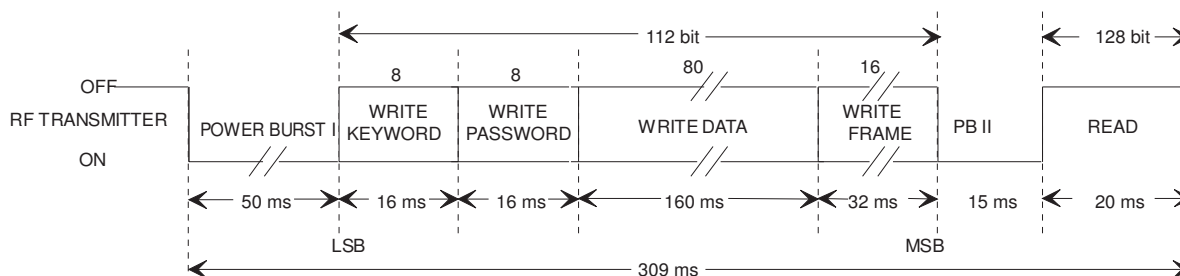 112 bit
128 bit
8
8
80
16
OFF
RF TRANSMITTER
ON
POWER BURST I
WRITE
KEYWORD
WRITE
PASSWORD
WRITE DATA
WRITE
FRAME
PB II
READ
50 ms
16 ms
16 ms
160 ms
32 ms
15 ms
20 ms
LSB
MSB
309 ms